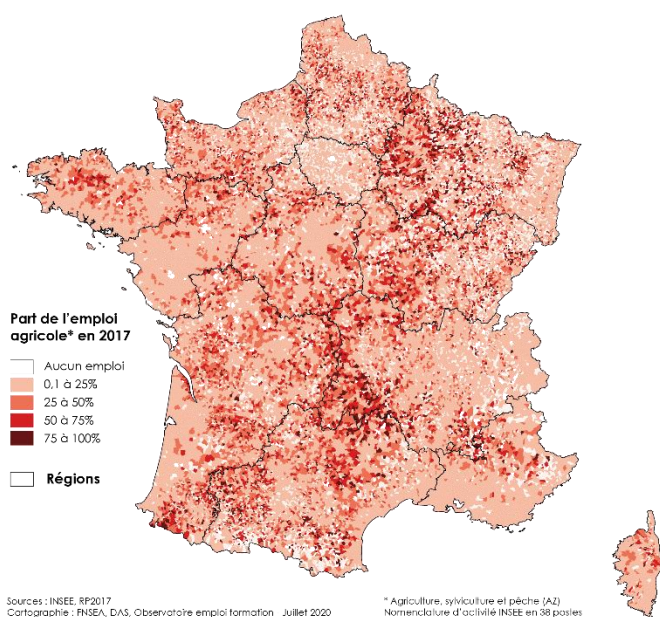 Part de l'emploi
agricole* en 2017
Aucun emploi
0,1 à 25%
25 à 50%
50 à 75%
75 à 100%
Régions
Sources : INSEE, RP2017
Cartographie : FNSEA, DAS, Observatoire emploi formation Juillet 2020
* Agriculture, sylviculture et pêche (AZ)
Nomenclature d'activité INSEE en 38 postes